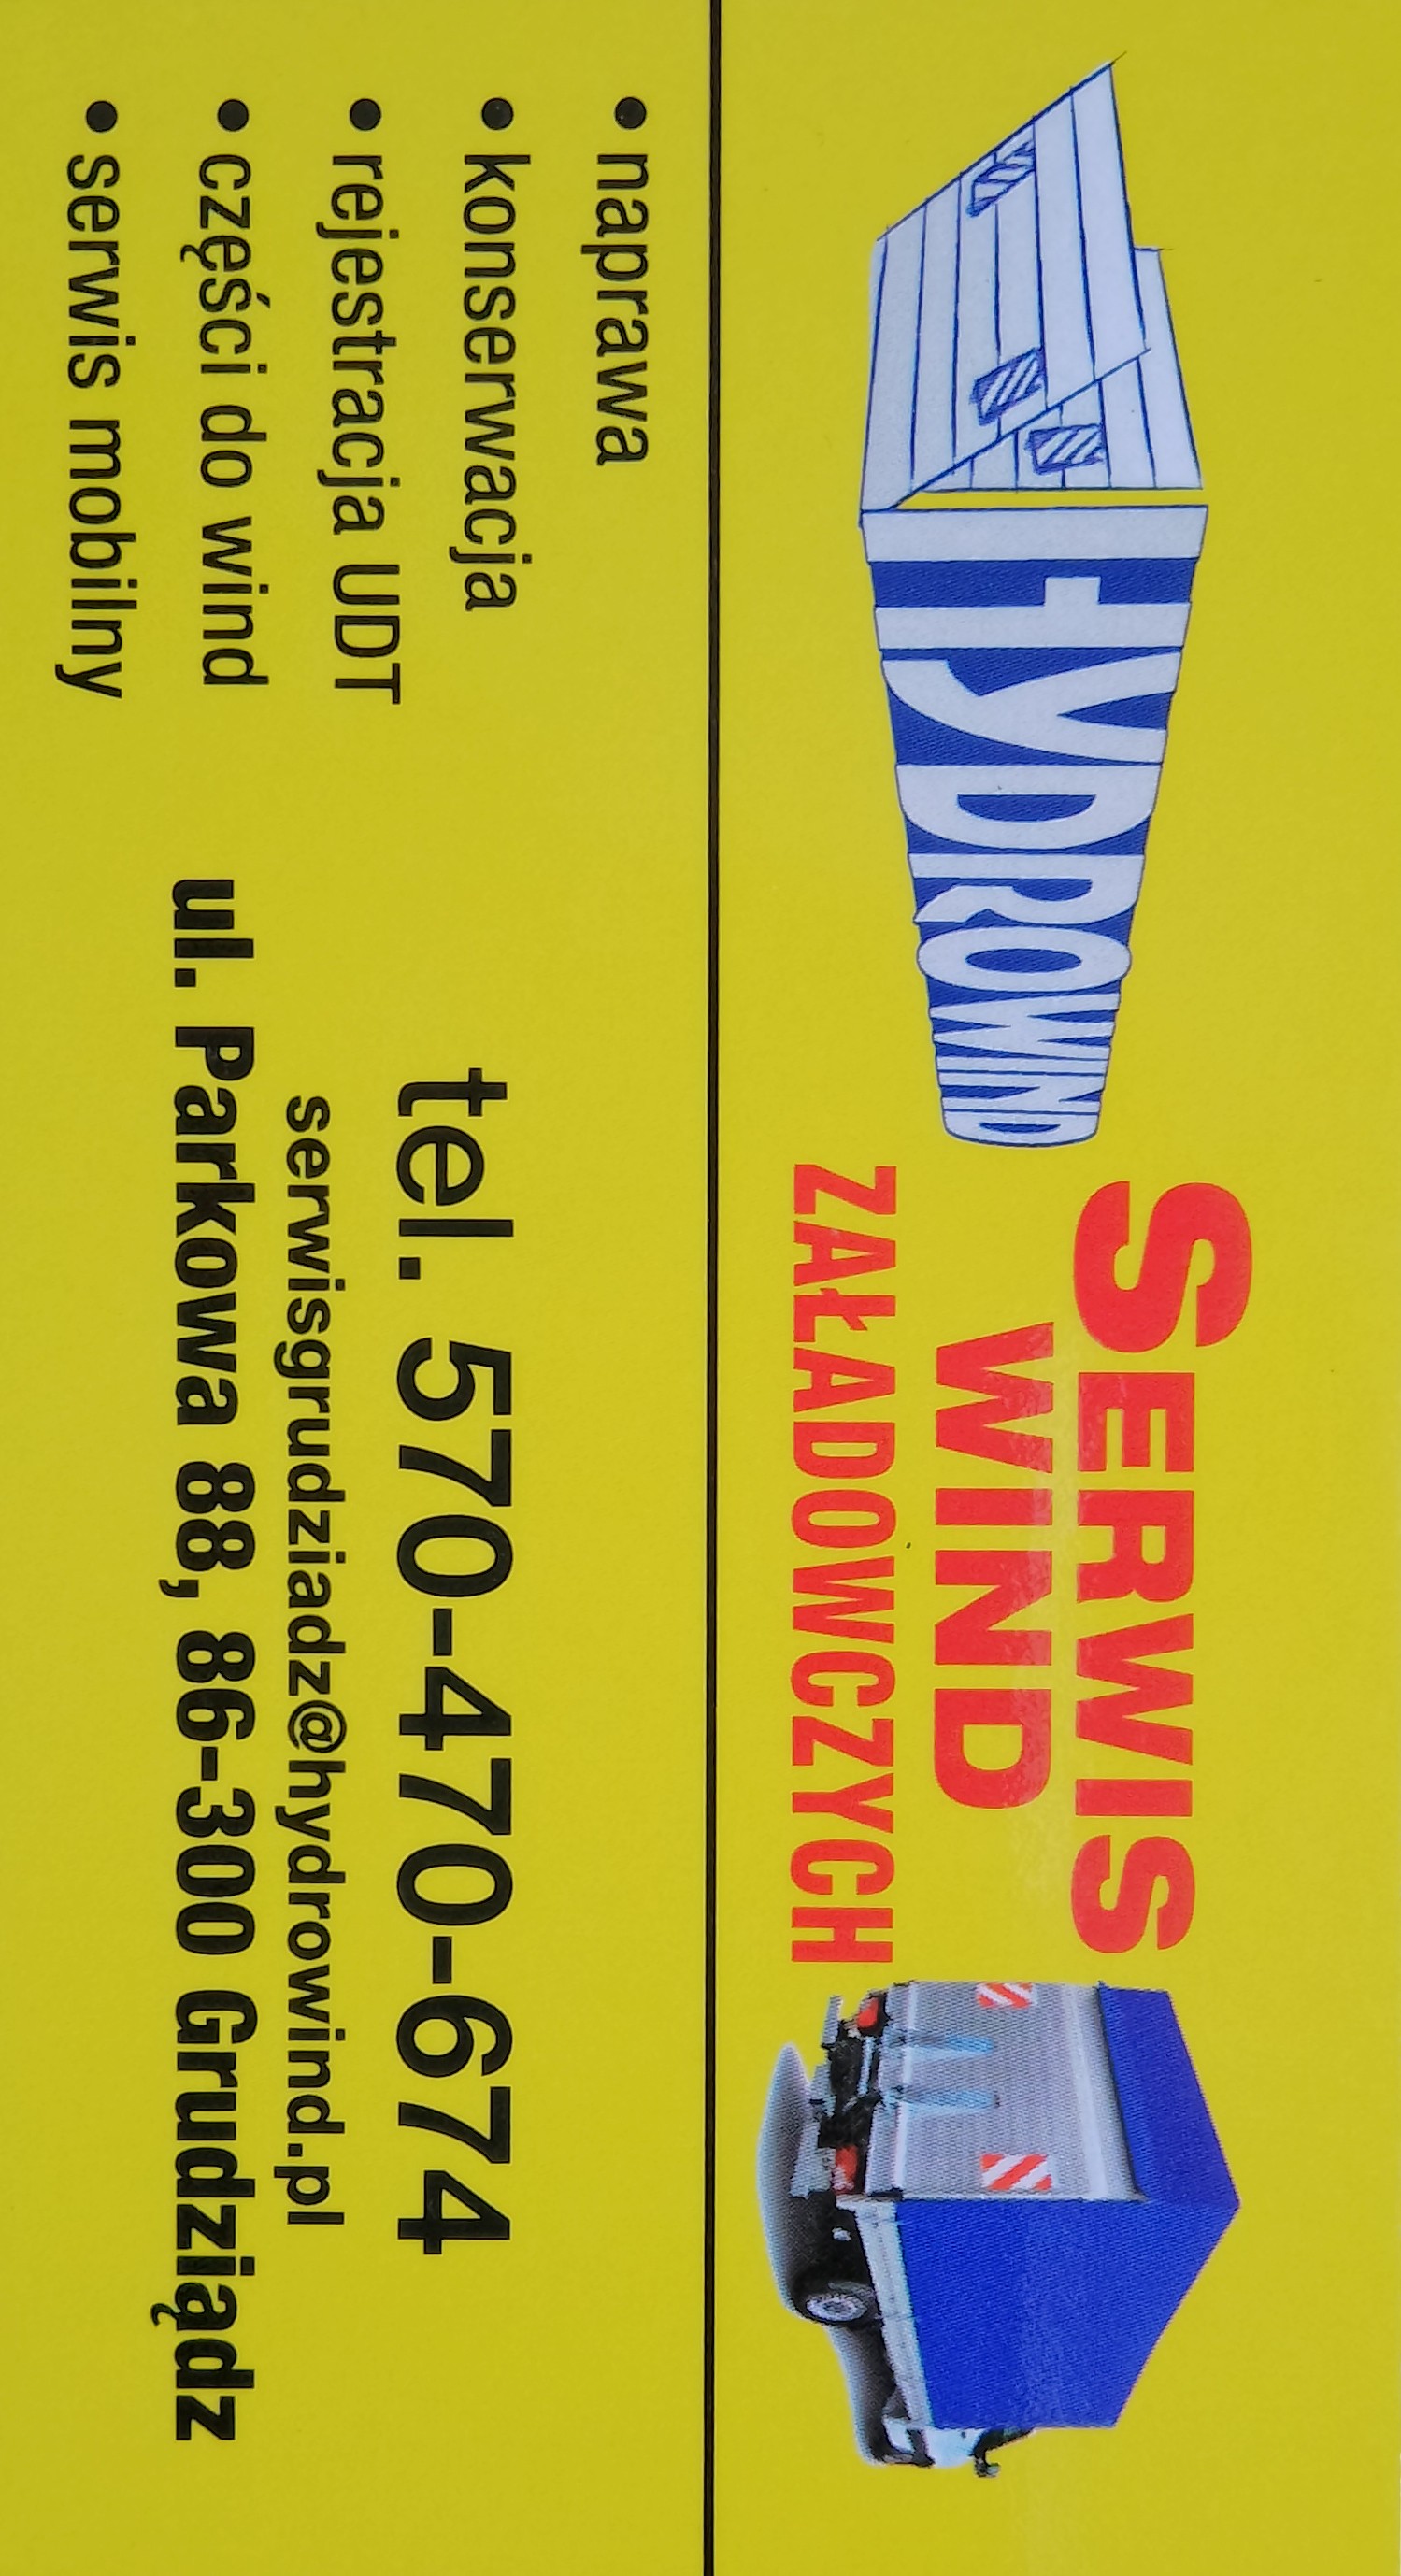 HYDROWIND
SERWIS
WIND
ZAŁADOWCZYCH
• naprawa
• konserwacja
• rejestracja UDT
• części do wind
• serwis mobilny
tel. 570-470-674
serwisgrudziadz@hydrowind.pl
ul. Parkowa 88, 86-300 Grudziądz